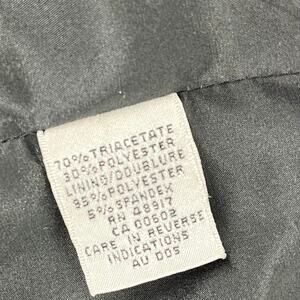 70% TRIACETATE
30% POLYESTER
LINING/DOUBLURE
95% POLYESTER
5% SPANDEX
RN 48917
CA 00502
CARE IN REVERSE
INDICATIONS
AU DOS